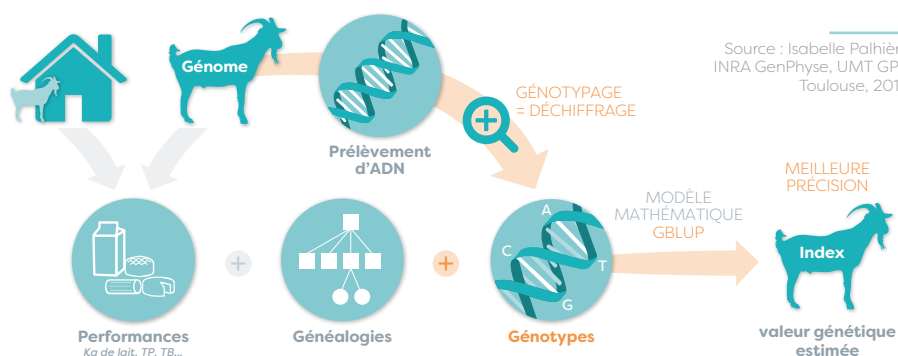 Génome
Source : Isabelle Palhièr
INRA GenPhyse, UMT GP
Toulouse, 201
GÉNOTYPAGE
= DÉCHIFFRAGE
Prélèvement
d'ADN
MEILLEURE
PRÉCISION
MODÈLE
MATHÉMATIQUE
GBLUP
A
C
T
G
Index
Performances
Kg de lait, TP, TB...
Généalogies
Génotypes
valeur génétique
estimée